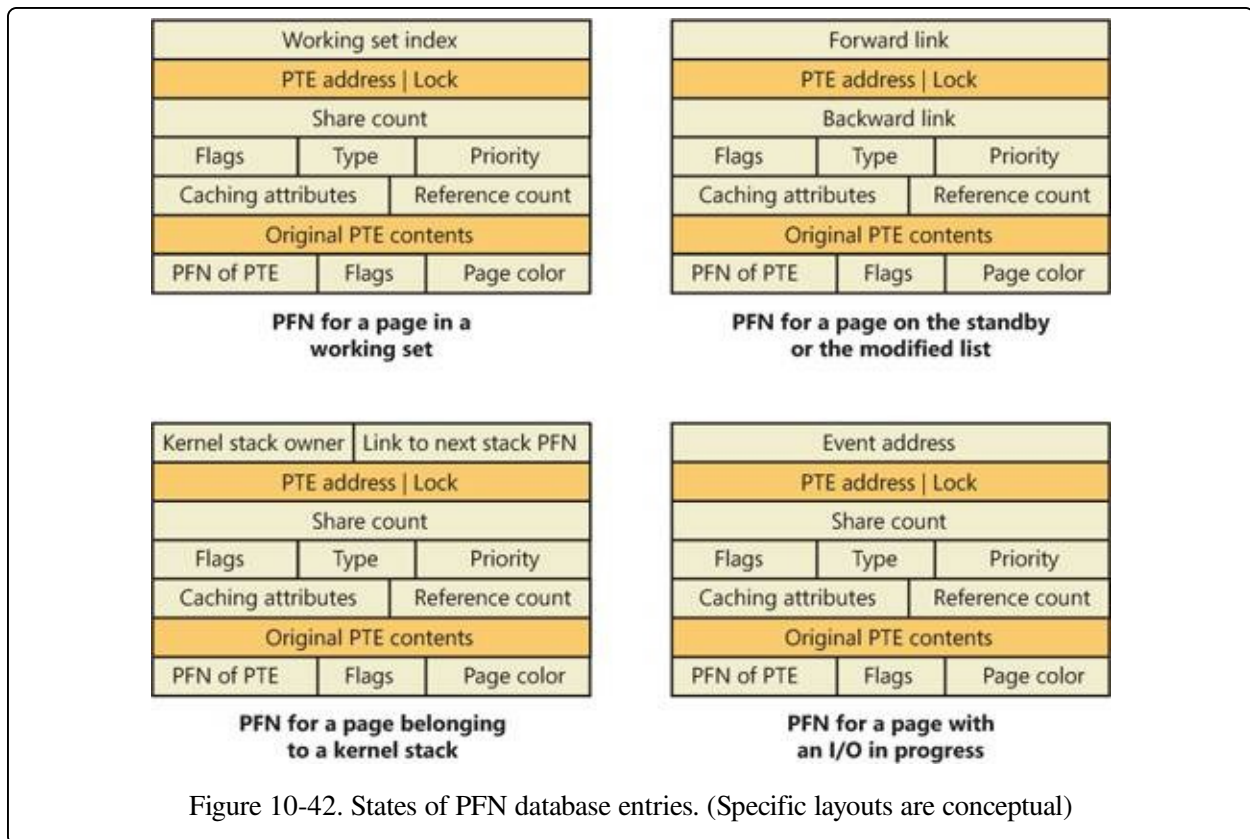 Working set index
PTE address | Lock
Share count
Flags Type Priority
Caching attributes Reference count
Original PTE contents
PFN of PTE Flags Page color
PFN for a page in a
working set
Forward link
PTE address | Lock
Backward link
Flags Type Priority
Caching attributes Reference count
Original PTE contents
PFN of PTE Flags Page color
PFN for a page on the standby
or the modified list
Kernel stack owner Link to next stack PFN
PTE address | Lock
Share count
Flags Type Priority
Caching attributes Reference count
Original PTE contents
PFN of PTE Flags Page color
PFN for a page belonging
to a kernel stack
Event address
PTE address | Lock
Share count
Flags Type Priority
Caching attributes Reference count
Original PTE contents
PFN of PTE Flags Page color
PFN for a page with
an I/O in progress
Figure 10-42. States of PFN database entries. (Specific layouts are conceptual)